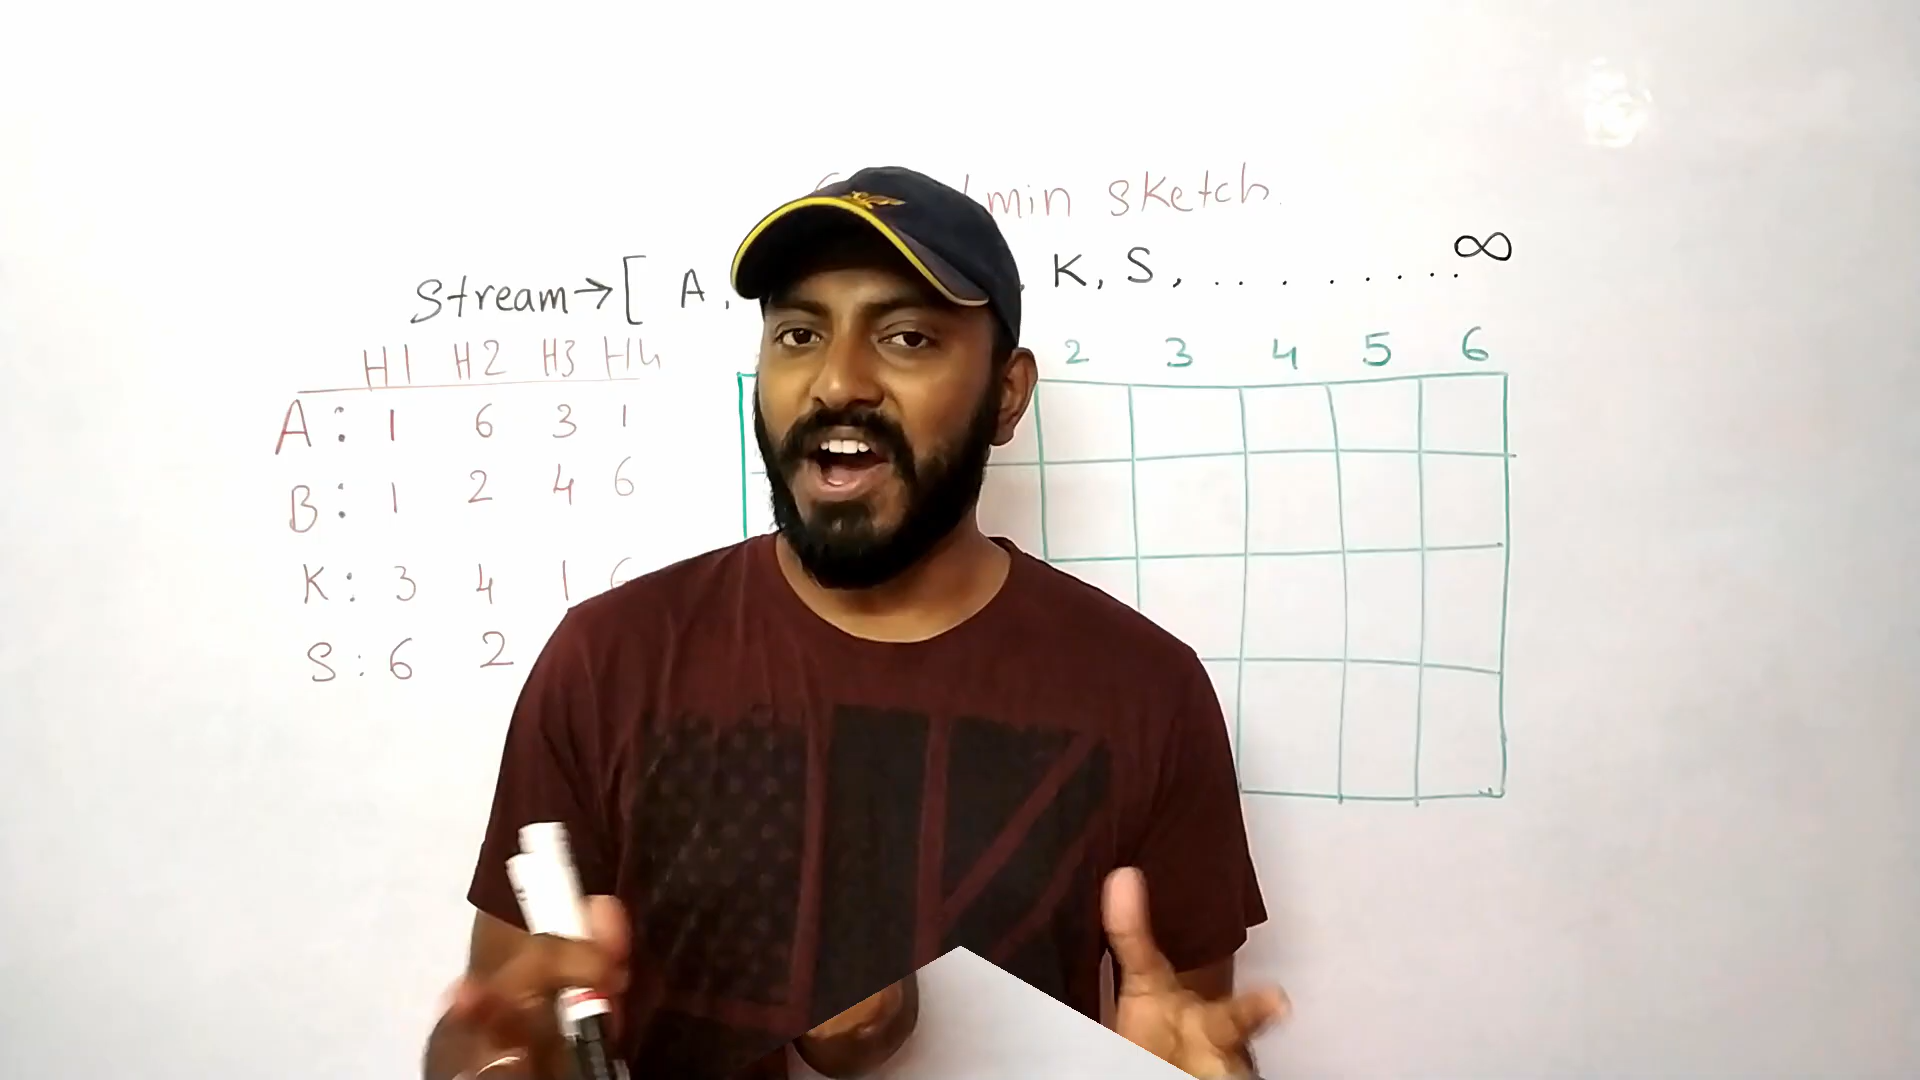 min sketch
Stream→[ A, K, S, . . . . . . . . . ∞
H1 H2 H3 H4
2 3 4 5 6
A: 1 6 3 1
B: 1 2 4 6
K: 3 4 1
S: 6 2